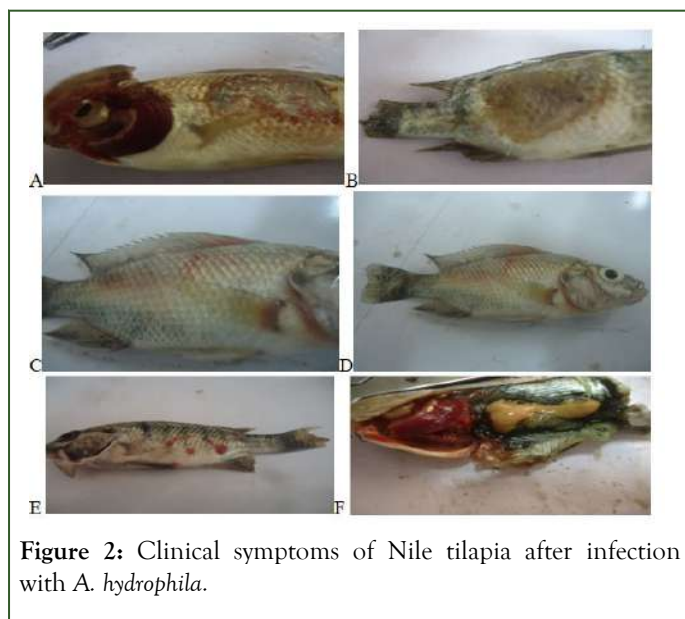 A B
C D
E F
Figure 2: Clinical symptoms of Nile tilapia after infection
with A. hydrophila.